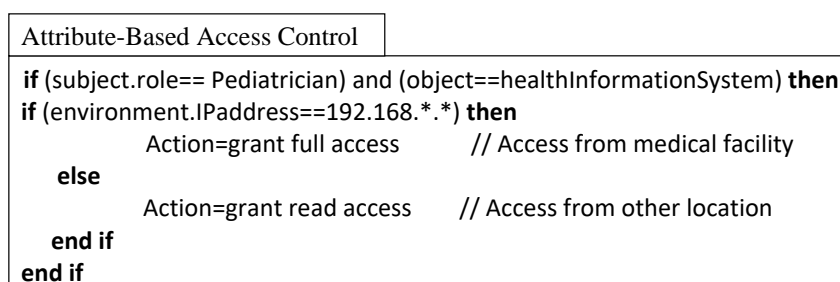 Attribute-Based Access Control
if (subject.role== Pediatrician) and (object==healthInformationSystem) then
if (environment.IPaddress==192.168.*.*) then
Action=grant full access // Access from medical facility
else
Action=grant read access // Access from other location
end if
end if